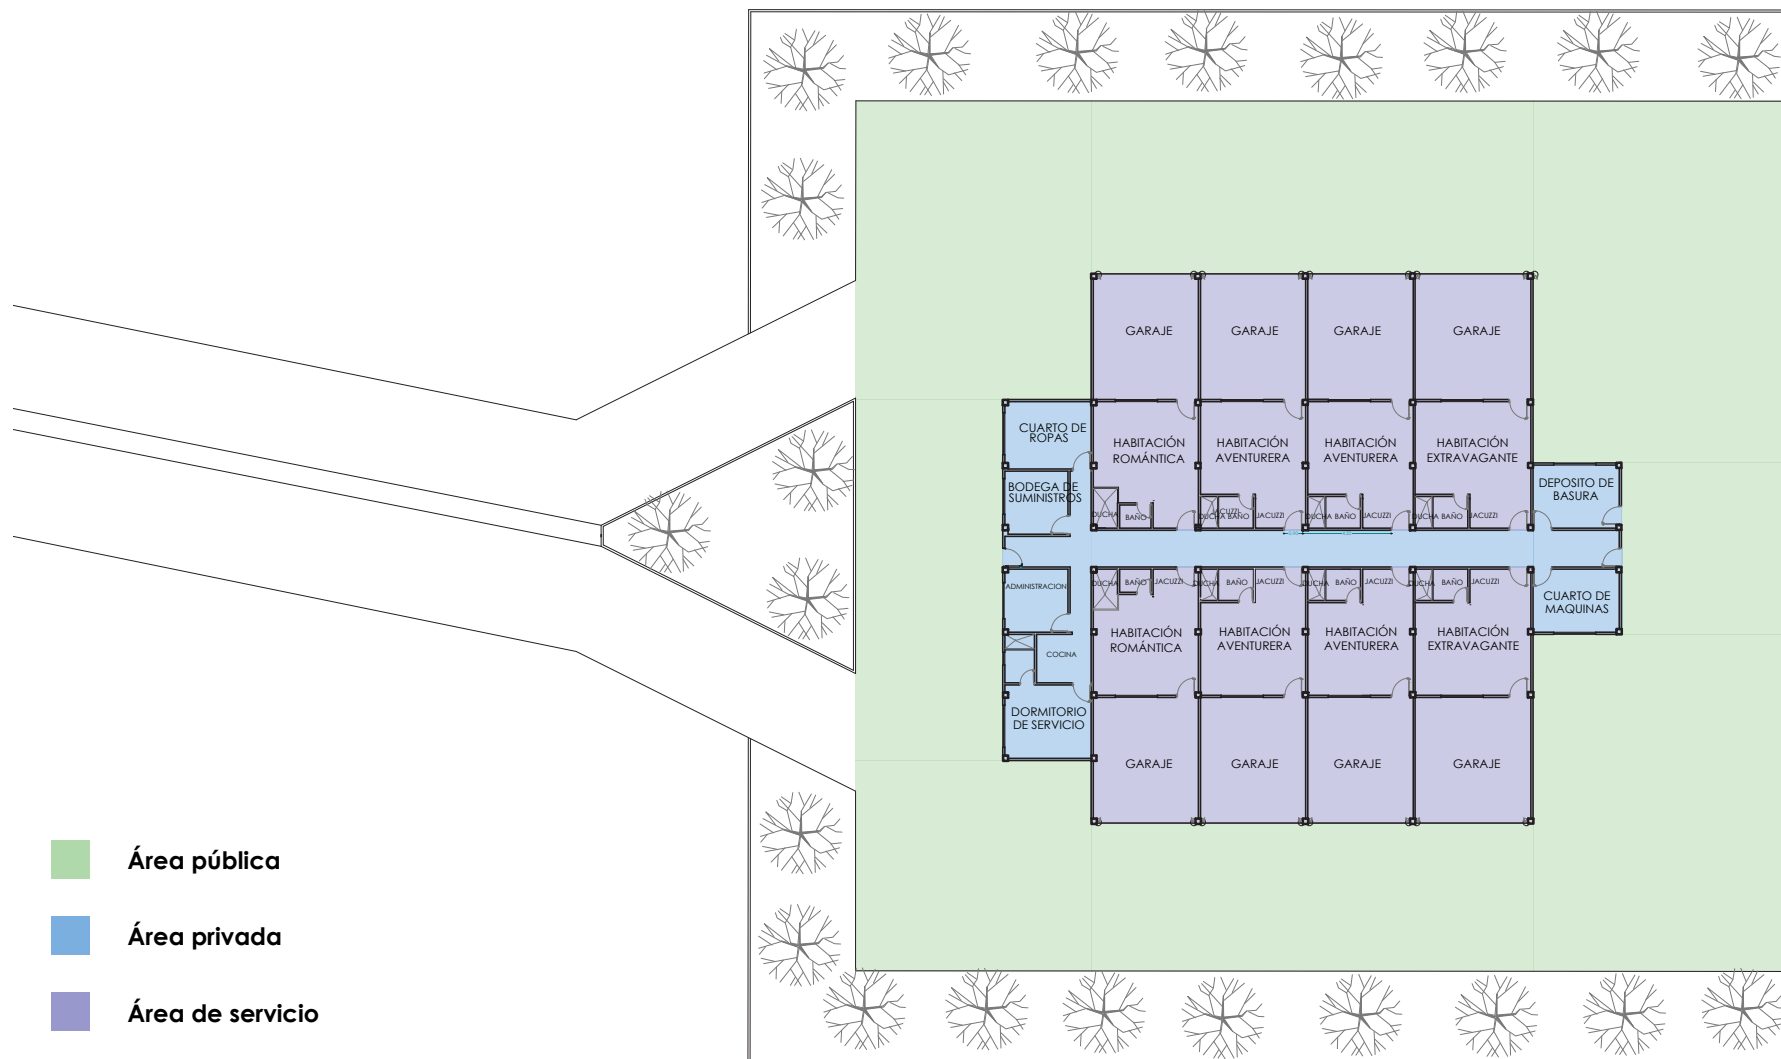 GARAJE GARAJE GARAJE GARAJE
CUARTO DE
ROPAS
HABITACIÓN
ROMÁNTICA
HABITACIÓN
AVENTURERA
HABITACIÓN
AVENTURERA
HABITACIÓN
EXTRAVAGANTE
BODEGA DE
SUMINISTROS
DEPOSITO DE
BASURA
DUCHA BAÑO JACUZZI DUCHA BAÑO JACUZZI DUCHA BAÑO JACUZZI DUCHA BAÑO JACUZZI
DUCHA BAÑO JACUZZI DUCHA BAÑO JACUZZI DUCHA BAÑO JACUZZI DUCHA BAÑO JACUZZI
ADMINISTRACION
CUARTO DE
MAQUINAS
HABITACIÓN
ROMÁNTICA
HABITACIÓN
AVENTURERA
HABITACIÓN
AVENTURERA
HABITACIÓN
EXTRAVAGANTE
COCINA
DORMITORIO
DE SERVICIO
GARAJE GARAJE GARAJE GARAJE
Área pública
Área privada
Área de servicio